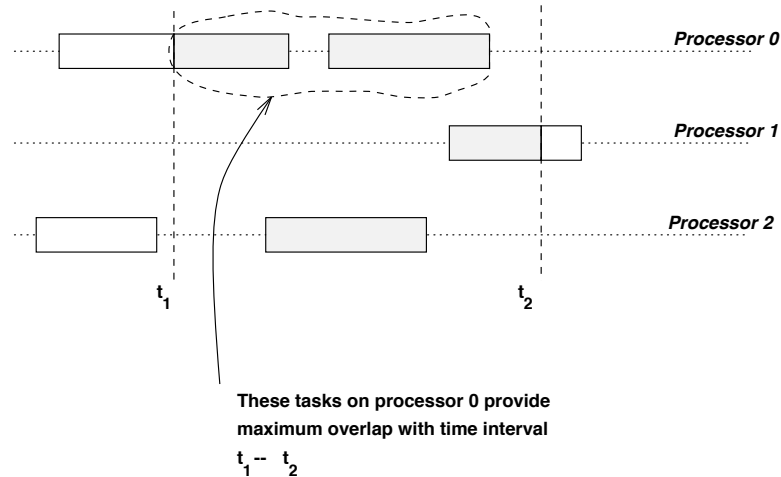 Processor 0
Processor 1
Processor 2
t1
t2
These tasks on processor 0 provide
maximum overlap with time interval
t1 -- t2